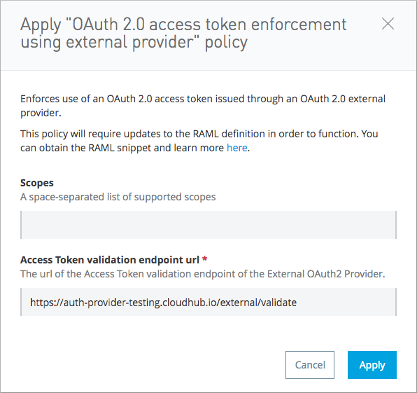 Apply "OAuth 2.0 access token enforcement
using external provider" policy
Enforces use of an OAuth 2.0 access token issued through an OAuth 2.0 external
provider.
This policy will require updates to the RAML definition in order to function. You
can obtain the RAML snippet and learn more here.
Scopes
A space-separated list of supported scopes
Access Token validation endpoint url *
The url of the Access Token validation endpoint of the External OAuth2 Provider.
https://auth-provider-testing.cloudhub.io/external/validate
Cancel Apply